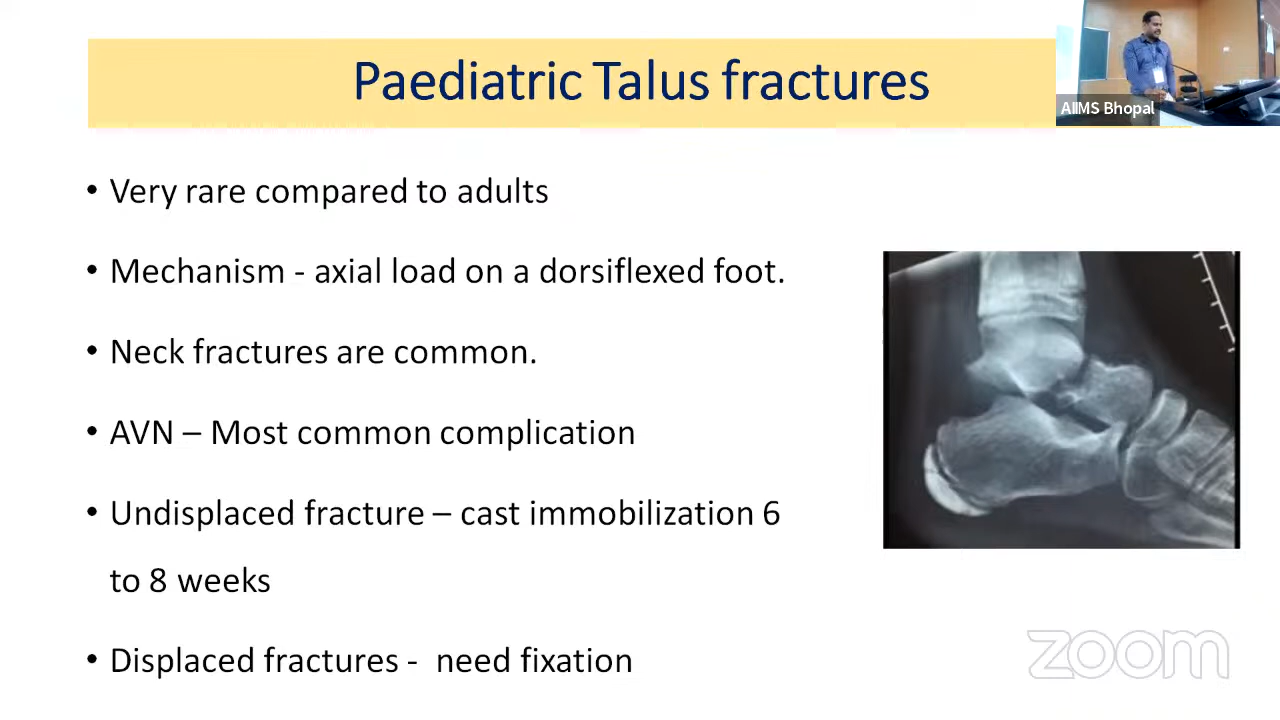 Paediatric Talus fractures
AIIMS Bhopal
• Very rare compared to adults
• Mechanism - axial load on a dorsiflexed foot.
• Neck fractures are common.
• AVN – Most common complication
• Undisplaced fracture – cast immobilization 6
to 8 weeks
• Displaced fractures - need fixation
zoom